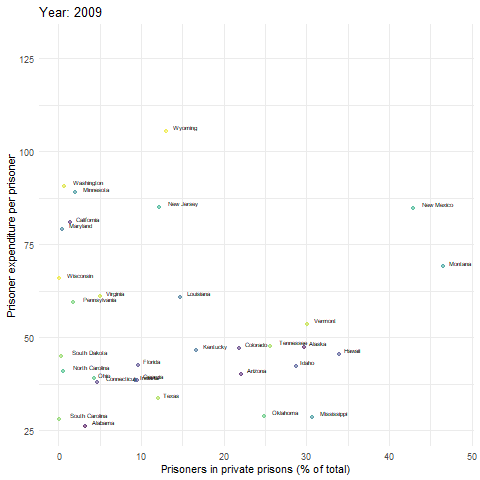 Year: 2009
Prisoner expenditure per prisoner
125
100
75
50
25
Wyoming
Washington
Minnesota
New Jersey
New Mexico
California
Maryland
Montana
Wisconsin
Virginia
Louisiana
Pennsylvania
Vermont
Kentucky
Colorado
Tennessee
Alaska
Hawaii
South Dakota
Florida
Idaho
North Carolina
Arizona
Ohio
Connecticut
Indiana
Georgia
Texas
South Carolina
Oklahoma
Mississippi
Alabama
0
10
20
30
40
50
Prisoners in private prisons (% of total)